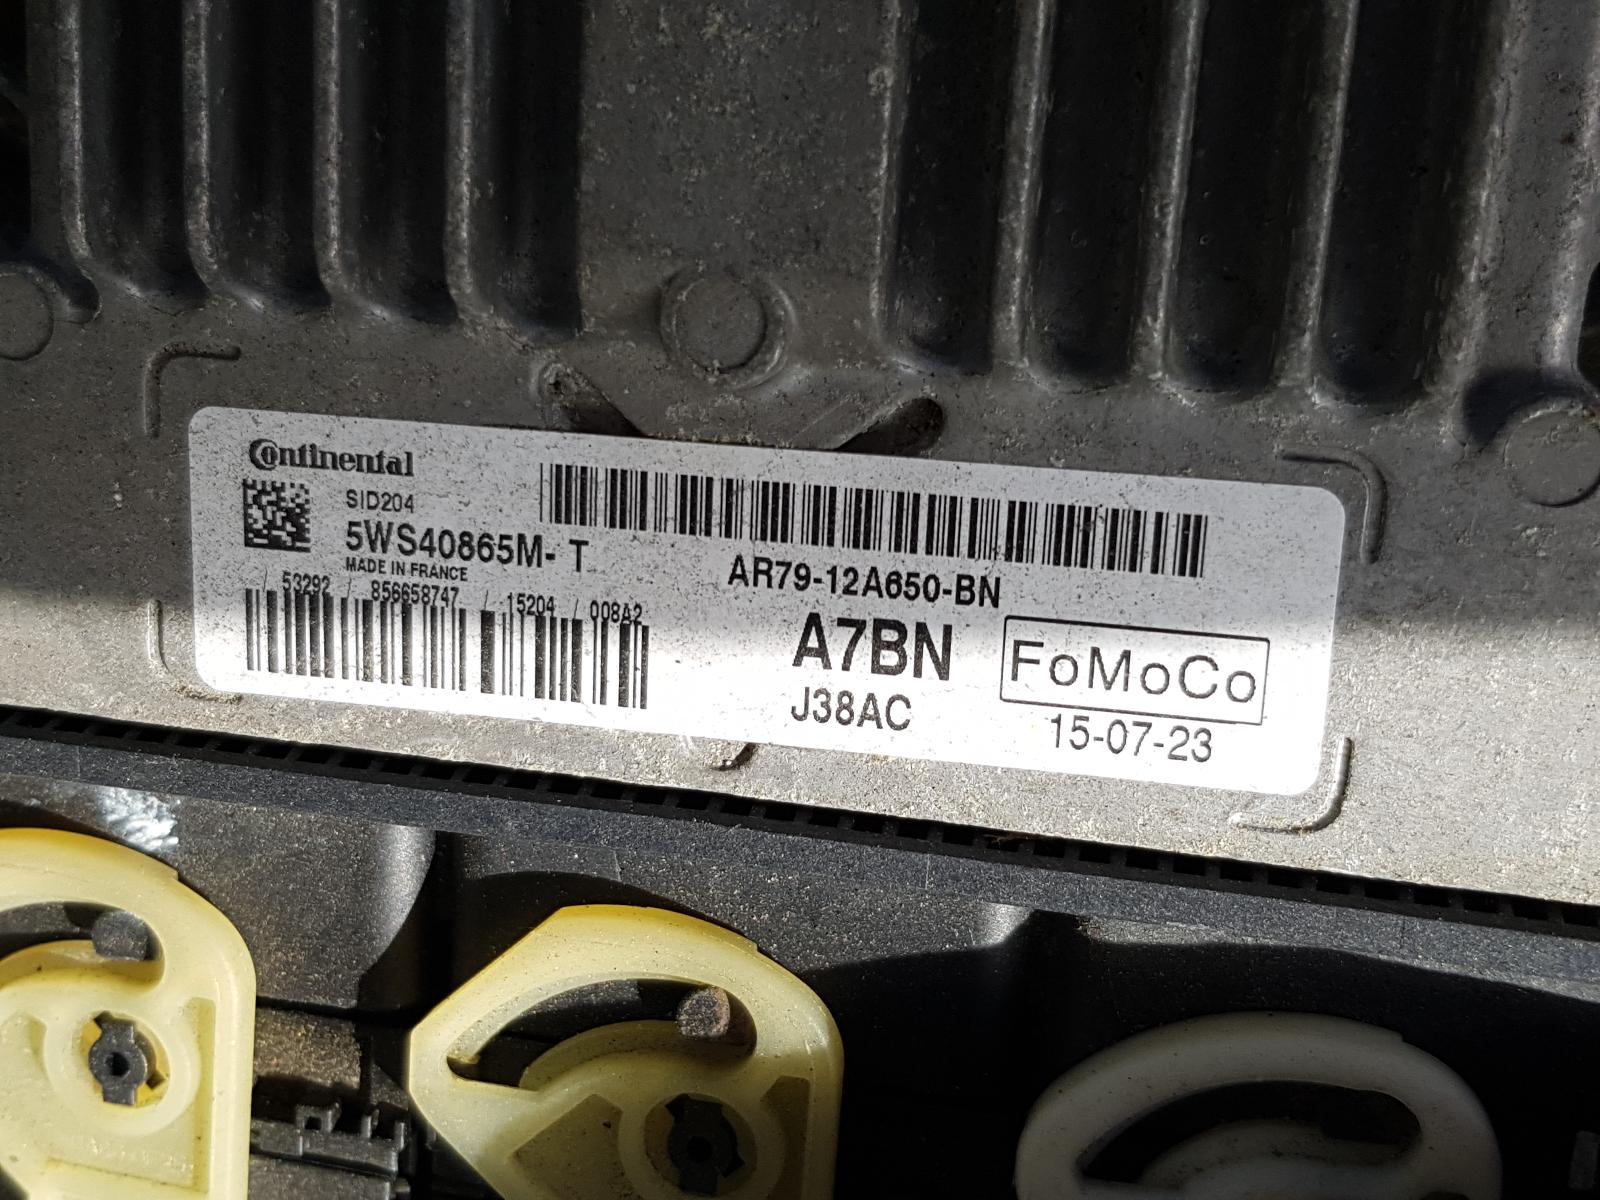 Continental
SID204
5WS40865M- T
MADE IN FRANCE
/ 53292 / 856658747 / 15204 / 008A2
AR79-12A650-BN
A7BN
J38AC
FoMoCo
15-07-23